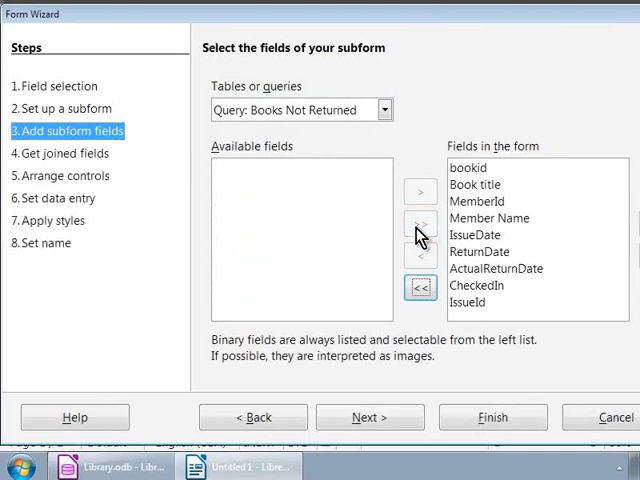 Form Wizard
Steps
1. Field selection
2. Set up a subform
3. Add subform fields
4. Get joined fields
5. Arrange controls
6. Set data entry
7. Apply styles
8. Set name
Select the fields of your subform
Tables or queries
Query: Books Not Returned
Available fields
Fields in the form
>
>>
<
<<
bookid
Book title
MemberId
Member Name
IssueDate
ReturnDate
ActualReturnDate
CheckedIn
IssueId
Binary fields are always listed and selectable from the left list.
If possible, they are interpreted as images.
Help
< Back
Next >
Finish
Cancel
Library.odb - Libr...
Untitled 1 - Libre...